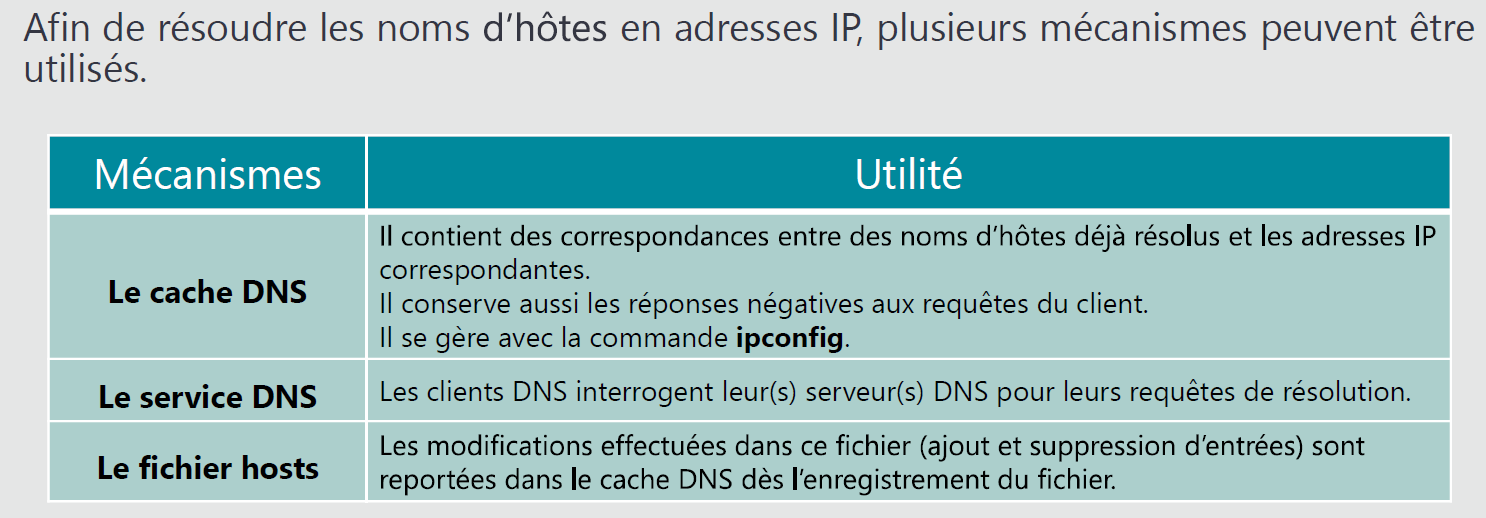 Afin de résoudre les noms d’hôtes en adresses IP, plusieurs mécanismes peuvent être
utilisés.
Mécanismes
Utilité
Le cache DNS
Il contient des correspondances entre des noms d’hôtes déjà résolus et les adresses IP
correspondantes.
Il conserve aussi les réponses négatives aux requêtes du client.
Il se gère avec la commande ipconfig.
Le service DNS
Les clients DNS interrogent leur(s) serveur(s) DNS pour leurs requêtes de résolution.
Le fichier hosts
Les modifications effectuées dans ce fichier (ajout et suppression d’entrées) sont
reportées dans le cache DNS dès l’enregistrement du fichier.